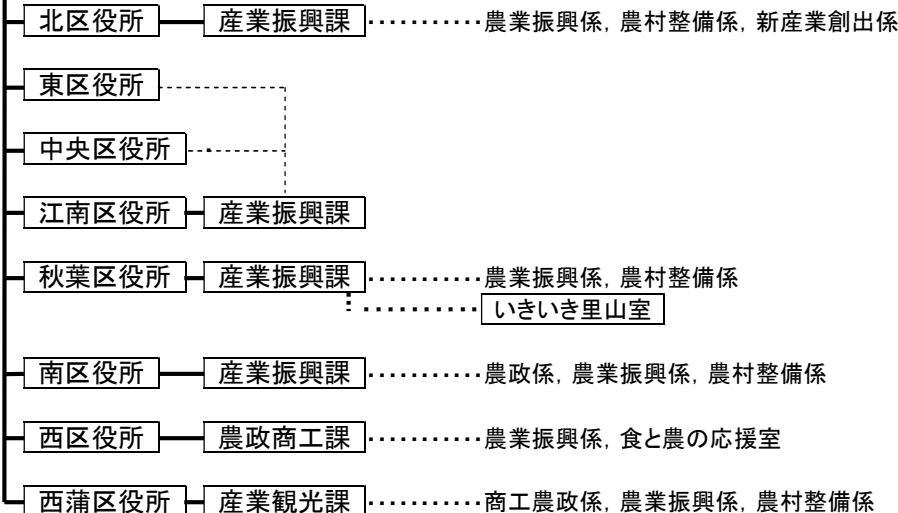 北区役所 産業振興課 ･･･････････農業振興係，農村整備係，新産業創出係
東区役所
中央区役所
江南区役所 産業振興課
秋葉区役所 産業振興課 ･･･････････農業振興係，農村整備係
いきいき里山室
南区役所 産業振興課 ･･･････････農政係，農業振興係，農村整備係
西区役所 農政商工課 ･･･････････農業振興係，食と農の応援室
西蒲区役所 産業観光課 ･･･････････商工農政係，農業振興係，農村整備係